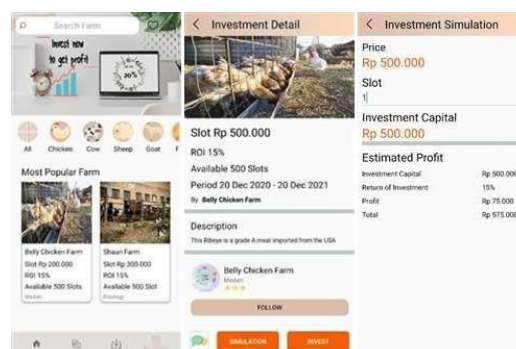 Search Farm
Invest now
to get profit
20%
All
Chicken
Cow
Sheep
Goat
F
Most Popular Farm
Belly Chicken Farm
Slot Rp 200.000
ROI 15%
Available 500 Slots
Medan
Shaun Farm
Slot Rp 300.000
ROI 15%
Available 500 Slot
Investment Detail
Slot Rp 500.000
ROI 15%
Available 500 Slots
Period 20 Dec 2020 - 20 Dec 2021
By Belly Chicken Farm
Description
This Ribeye is a grade A meat imported from the USA
Belly Chicken Farm
Medan
FOLLOW
SIMULATION
INVEST
Investment Simulation
Price
Rp 500.000
Slot
1
Investment Capital
Rp 500.000
Estimated Profit
Investment Capital Rp 500.000
Return of Investment 15%
Profit Rp 75.000
Total Rp 575.000